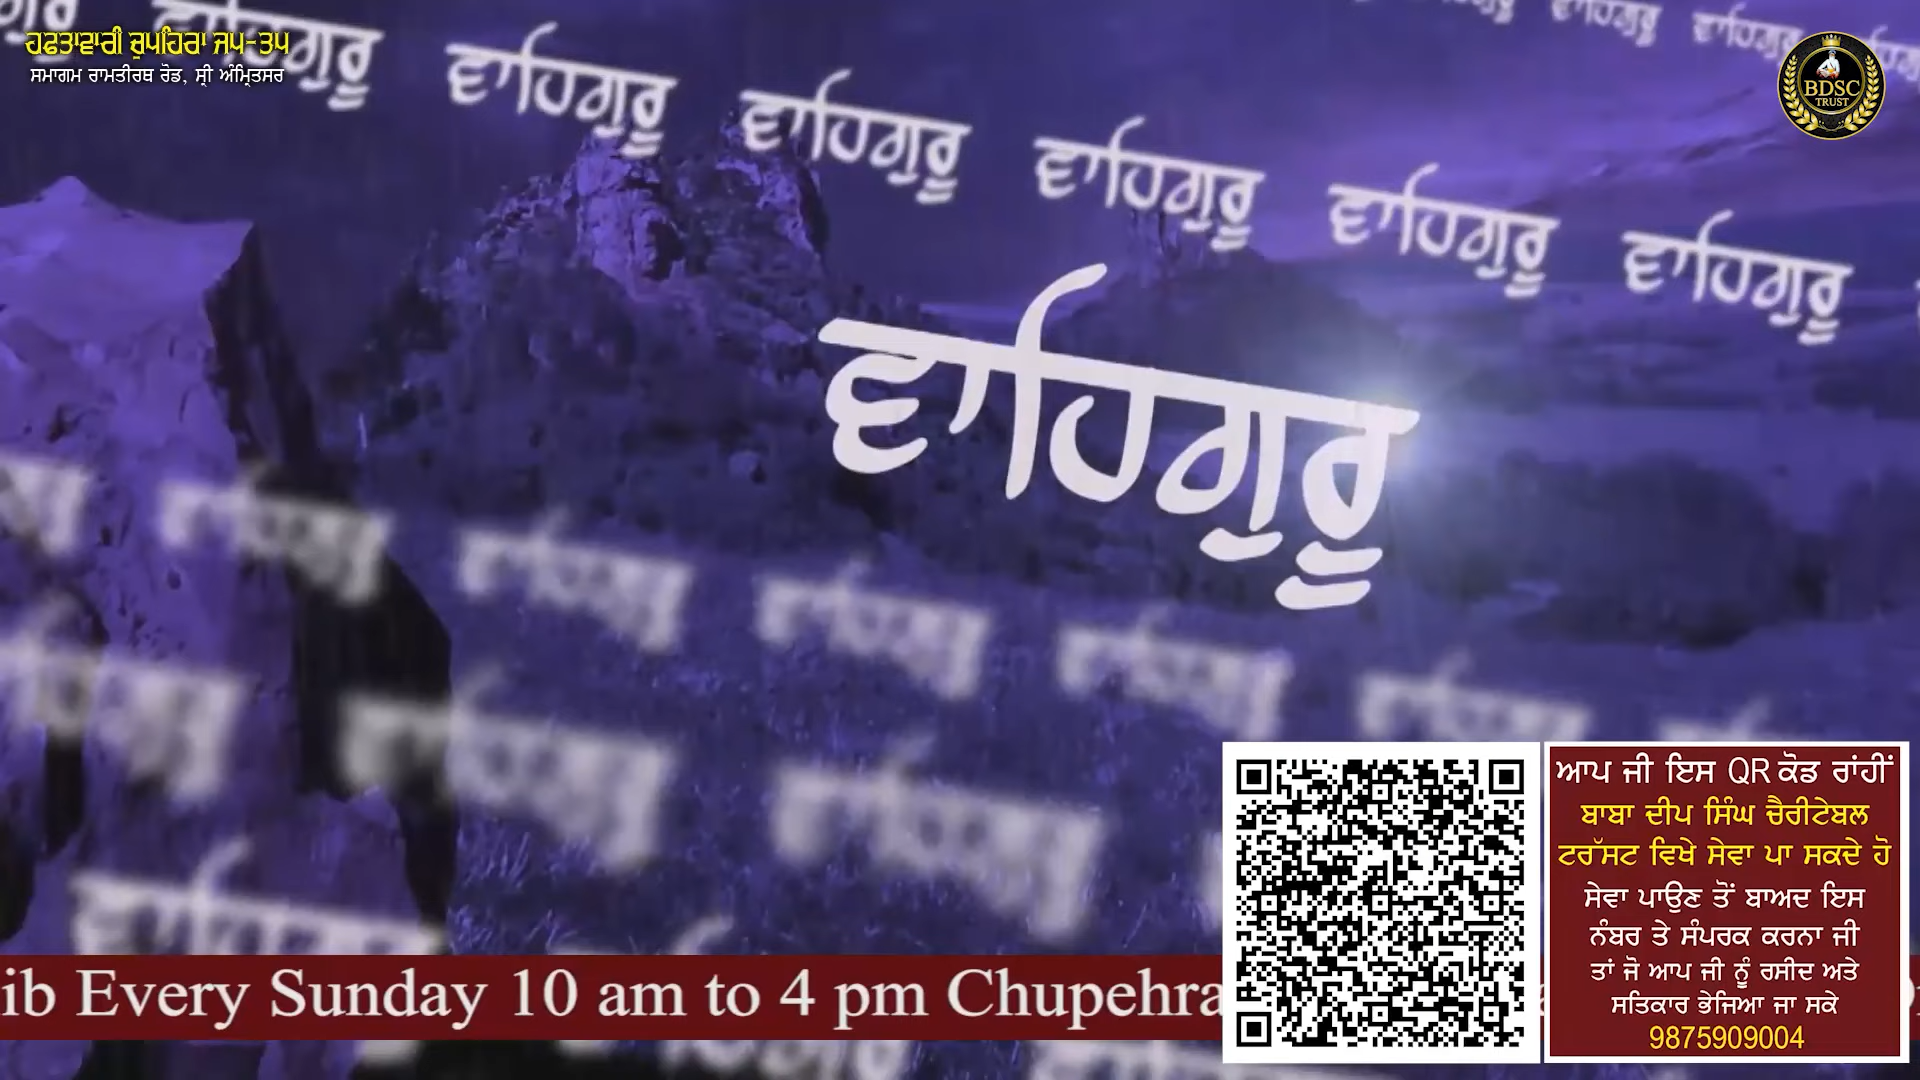 ਹਫਤਾਵਾਰੀ ਚੁਪਹਿਰਾ ਜਪ-ਤਪ
ਸਮਾਗਮ ਰਾਮਤੀਰਥ ਰੋਡ, ਸ੍ਰੀ ਅੰਮ੍ਰਿਤਸਰ
BDSC
TRUST
ਵਾਹਿਗੁਰੂ ਵਾਹਿਗੁਰੂ ਵਾਹਿਗੁਰੂ ਵਾਹਿਗੁਰੂ ਵਾਹਿਗੁਰੂ ਵਾਹਿਗੁਰੂ
ਵਾਹਿਗੁਰੂ
ਆਪ ਜੀ ਇਸ QR ਕੋਡ ਰਾਂਹੀਂ
ਬਾਬਾ ਦੀਪ ਸਿੰਘ ਚੈਰੀਟੇਬਲ
ਟਰੱਸਟ ਵਿਖੇ ਸੇਵਾ ਪਾ ਸਕਦੇ ਹੋ
ਸੇਵਾ ਪਾਉਣ ਤੋਂ ਬਾਅਦ ਇਸ
ਨੰਬਰ ਤੇ ਸੰਪਰਕ ਕਰਨਾ ਜੀ
ਤਾਂ ਜੋ ਆਪ ਜੀ ਨੂੰ ਰਸੀਦ ਅਤੇ
ਸਤਿਕਾਰ ਭੇਜਿਆ ਜਾ ਸਕੇ
9875909004
ib Every Sunday 10 am to 4 pm Chupehra